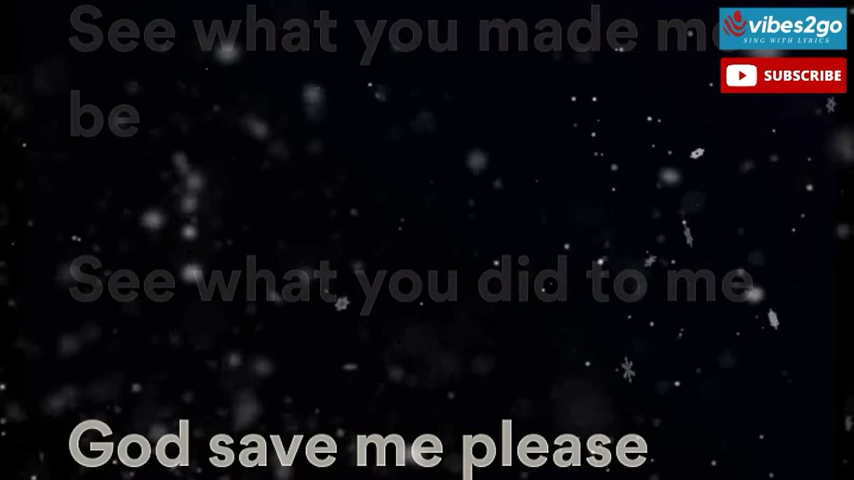 See what you made me
be
See what you did to me
God save me please
vibes2go
SING WITH LYRICS
SUBSCRIBE